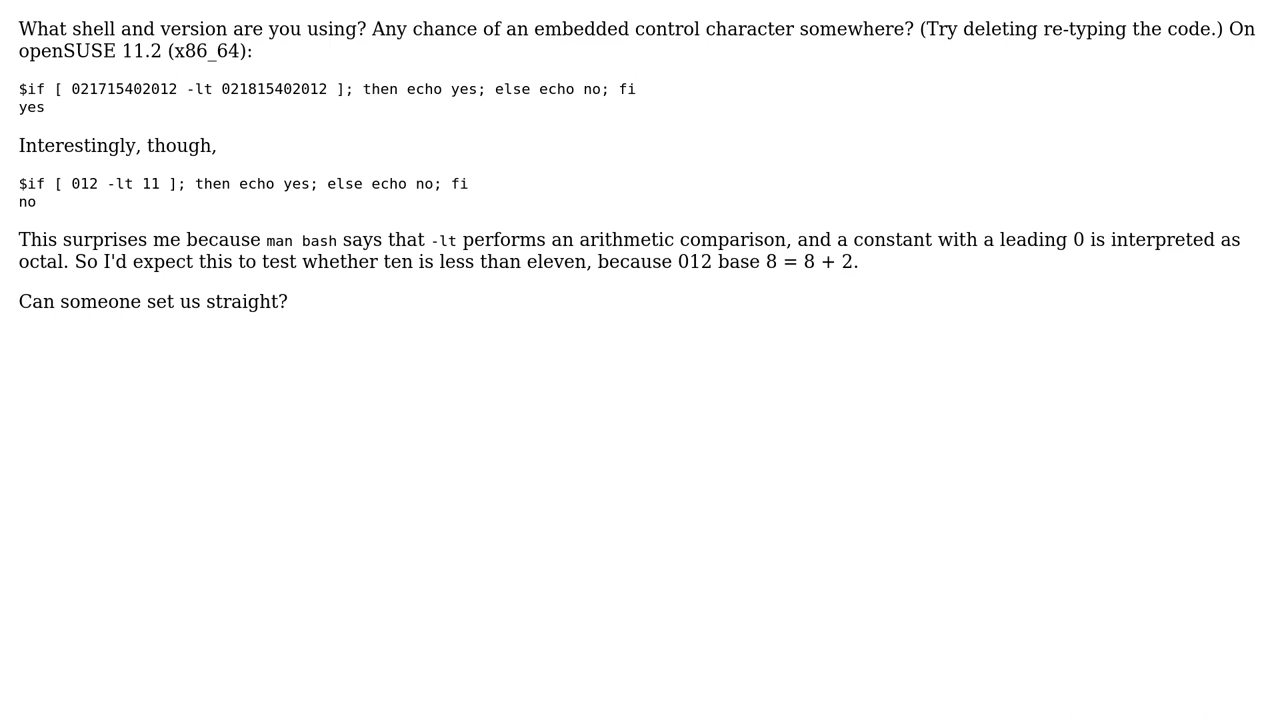 What shell and version are you using? Any chance of an embedded control character somewhere? (Try deleting re-typing the code.) On
openSUSE 11.2 (x86_64):
$if [ 021715402012 -lt 021815402012 ]; then echo yes; else echo no; fi
yes
Interestingly, though,
$if [ 012 -lt 11 ]; then echo yes; else echo no; fi
no
This surprises me because man bash says that -lt performs an arithmetic comparison, and a constant with a leading 0 is interpreted as
octal. So I'd expect this to test whether ten is less than eleven, because 012 base 8 = 8 + 2.
Can someone set us straight?